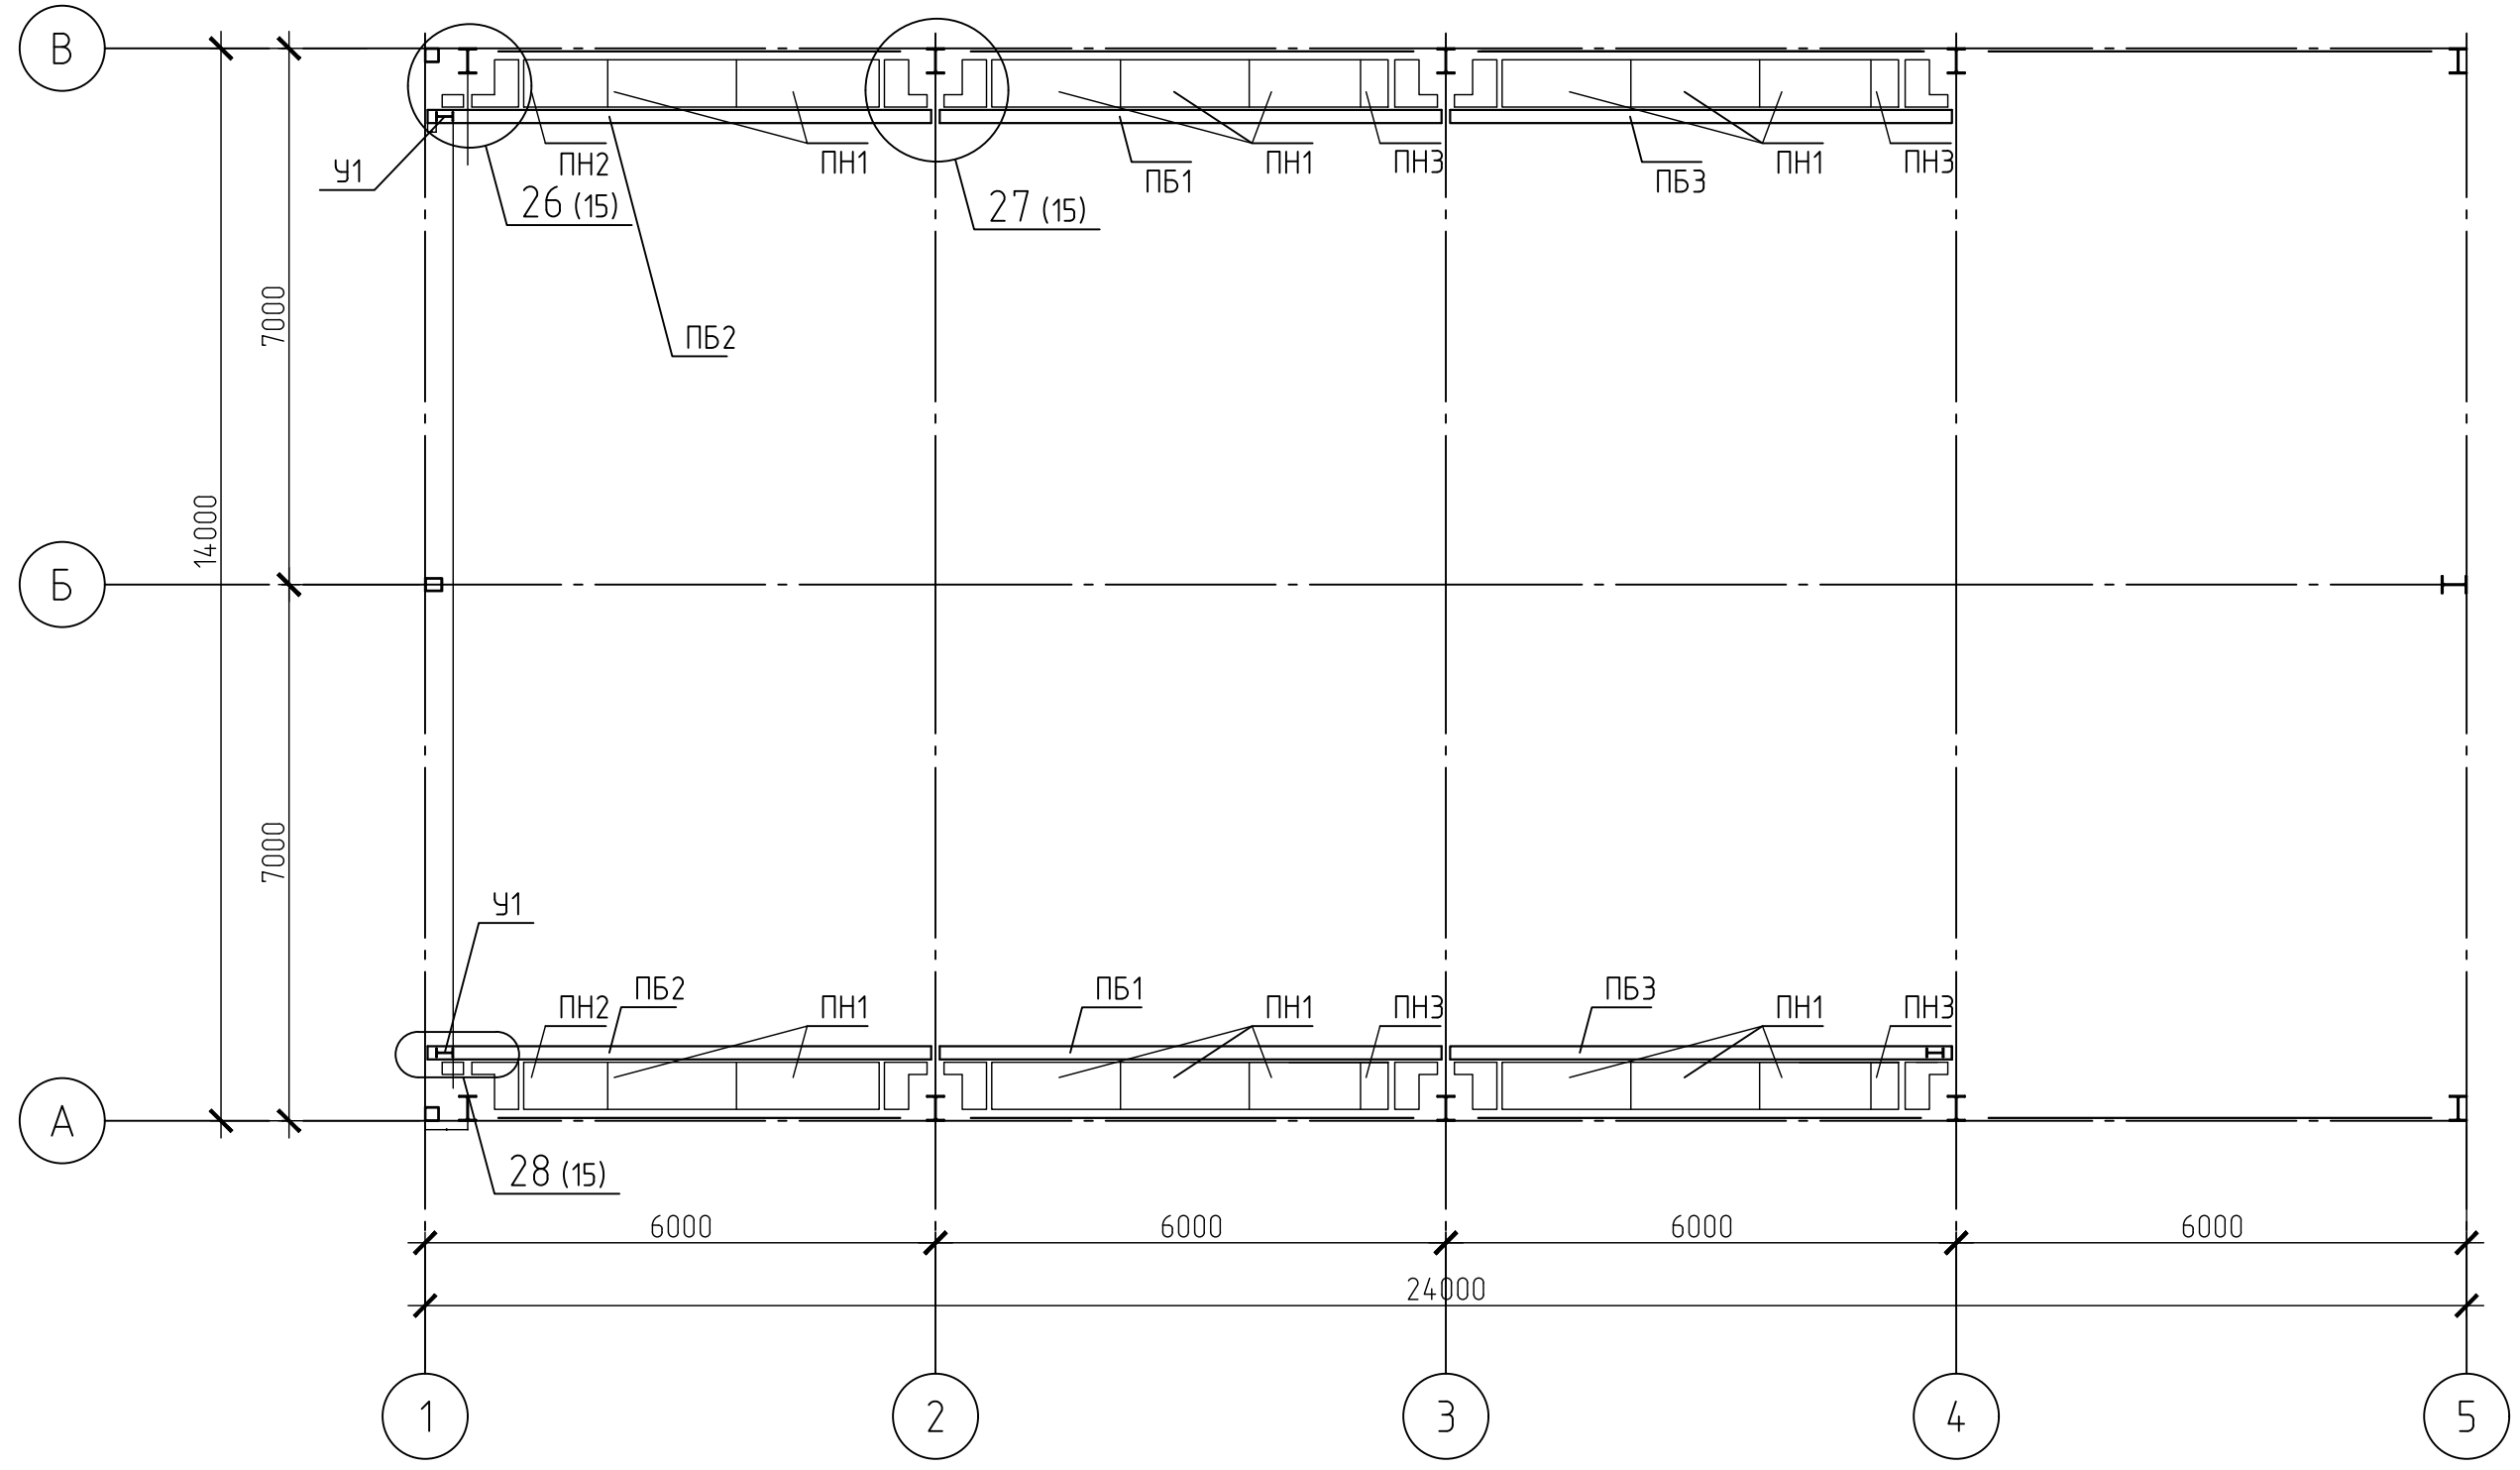 В
У1
ПН2
ПН1
ПБ1
ПН1
ПН3
ПБ3
ПН1
ПН3
26 (15)
27 (15)
7000
ПБ2
14000
Б
7000
У1
ПН2
ПБ2
ПН1
ПБ1
ПН1
ПН3
ПБ3
ПН1
ПН3
А
28 (15)
6000
6000
6000
6000
24000
1
2
3
4
5